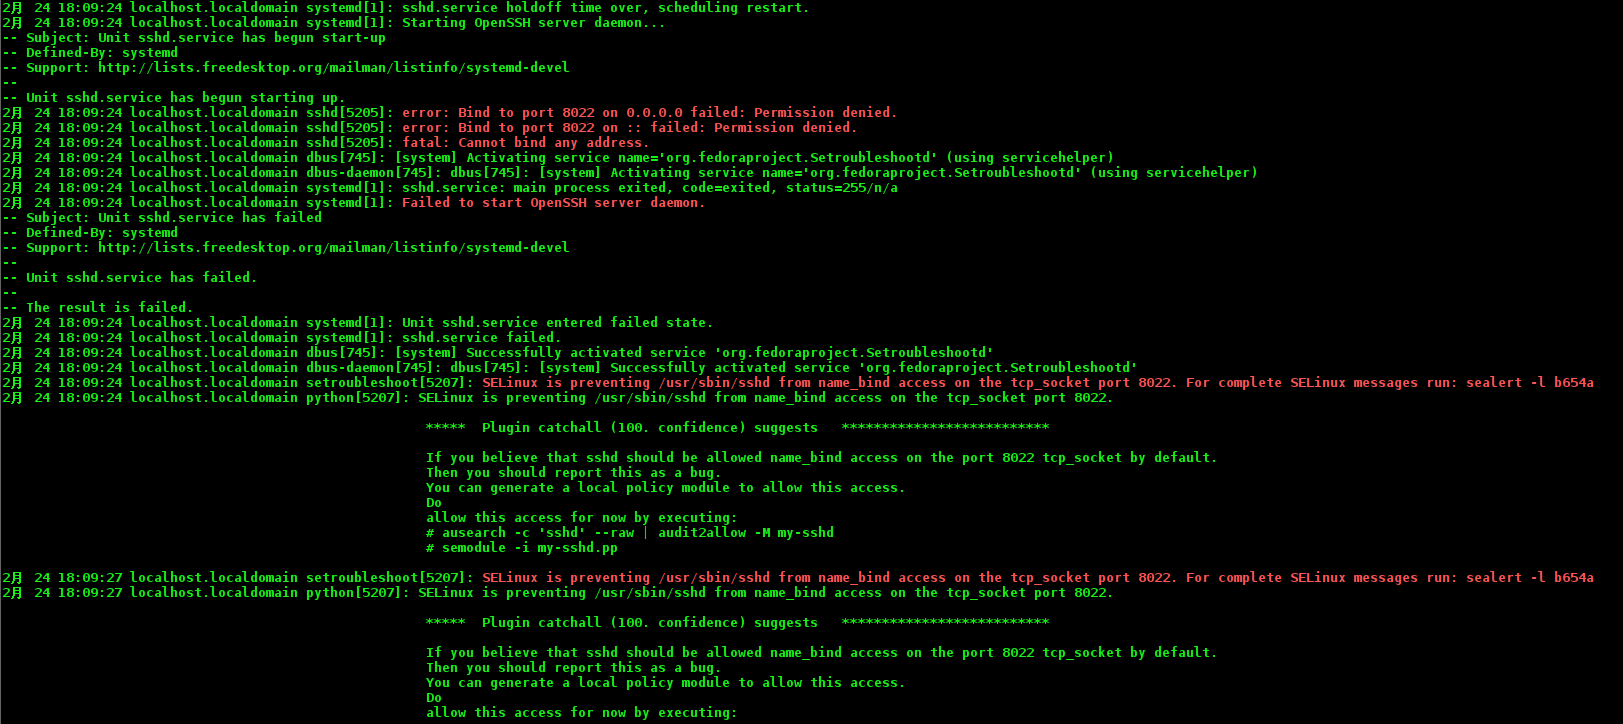 2月 24 18:09:24 localhost.localdomain systemd[1]: sshd.service holdoff time over, scheduling restart.
2月 24 18:09:24 localhost.localdomain systemd[1]: Starting OpenSSH server daemon...
-- Subject: Unit sshd.service has begun start-up
-- Defined-By: systemd
-- Support: http://lists.freedesktop.org/mailman/listinfo/systemd-devel
--
-- Unit sshd.service has begun starting up.
2月 24 18:09:24 localhost.localdomain sshd[5205]: error: Bind to port 8022 on 0.0.0.0 failed: Permission denied.
2月 24 18:09:24 localhost.localdomain sshd[5205]: error: Bind to port 8022 on :: failed: Permission denied.
2月 24 18:09:24 localhost.localdomain sshd[5205]: fatal: Cannot bind any address.
2月 24 18:09:24 localhost.localdomain dbus[745]: [system] Activating service name='org.fedoraproject.Setroubleshootd' (using servicehelper)
2月 24 18:09:24 localhost.localdomain dbus-daemon[745]: dbus[745]: [system] Activating service name='org.fedoraproject.Setroubleshootd' (using servicehelper)
2月 24 18:09:24 localhost.localdomain systemd[1]: sshd.service: main process exited, code=exited, status=255/n/a
2月 24 18:09:24 localhost.localdomain systemd[1]: Failed to start OpenSSH server daemon.
-- Subject: Unit sshd.service has failed
-- Defined-By: systemd
-- Support: http://lists.freedesktop.org/mailman/listinfo/systemd-devel
--
-- Unit sshd.service has failed.
--
-- The result is failed.
2月 24 18:09:24 localhost.localdomain systemd[1]: Unit sshd.service entered failed state.
2月 24 18:09:24 localhost.localdomain systemd[1]: sshd.service failed.
2月 24 18:09:24 localhost.localdomain dbus[745]: [system] Successfully activated service 'org.fedoraproject.Setroubleshootd'
2月 24 18:09:24 localhost.localdomain dbus-daemon[745]: dbus[745]: [system] Successfully activated service 'org.fedoraproject.Setroubleshootd'
2月 24 18:09:24 localhost.localdomain setroubleshoot[5207]: SELinux is preventing /usr/sbin/sshd from name_bind access on the tcp_socket port 8022. For complete SELinux messages run: sealert -l b654a
2月 24 18:09:24 localhost.localdomain python[5207]: SELinux is preventing /usr/sbin/sshd from name_bind access on the tcp_socket port 8022.
*****  Plugin catchall (100. confidence) suggests   **************************
If you believe that sshd should be allowed name_bind access on the port 8022 tcp_socket by default.
Then you should report this as a bug.
You can generate a local policy module to allow this access.
Do
allow this access for now by executing:
# ausearch -c 'sshd' --raw | audit2allow -M my-sshd
# semodule -i my-sshd.pp
2月 24 18:09:27 localhost.localdomain setroubleshoot[5207]: SELinux is preventing /usr/sbin/sshd from name_bind access on the tcp_socket port 8022. For complete SELinux messages run: sealert -l b654a
2月 24 18:09:27 localhost.localdomain python[5207]: SELinux is preventing /usr/sbin/sshd from name_bind access on the tcp_socket port 8022.
*****  Plugin catchall (100. confidence) suggests   **************************
If you believe that sshd should be allowed name_bind access on the port 8022 tcp_socket by default.
Then you should report this as a bug.
You can generate a local policy module to allow this access.
Do
allow this access for now by executing: